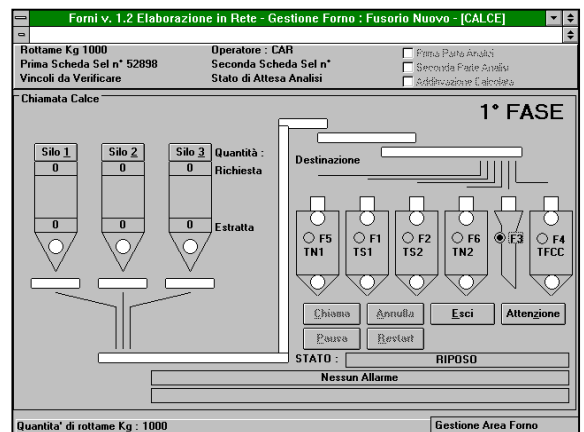 Forni v. 1.2 Elaborazione in Rete - Gestione Forno : Fusorio Nuovo - [CALCE]
Rottame Kg 1000 Operatore : CAR Prima Parte Analisi
Prima Scheda Sel n° 52898 Seconda Scheda Sel n° Seconda Parte Analisi
Vincoli da Verificare Stato di Attesa Analisi Additivazione Calcolata
Chiamata Calce
1° FASE
Silo 1 Silo 2 Silo 3 Quantità :
0 0 0 Richiesta
Destinazione
0 0 0 Estratta
F5 F1 F2 F6 F3 F4
TN1 TS1 TS2 TN2 TFCC
Chiama Annulla Esci Attenzione
Pausa Restart
STATO : RIPOSO
Nessun Allarme
Quantita' di rottame Kg : 1000 Gestione Area Forno